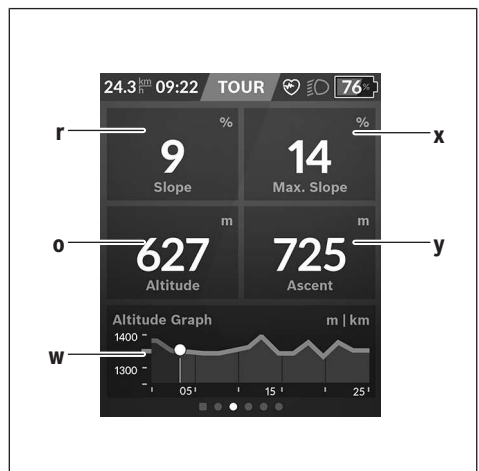 24.3 km/h 09:22 TOUR 76%
% %
r 9 14 x
Slope Max. Slope
m m
o 627 725 y
Altitude Ascent
Altitude Graph m | km
1400
w
1300
05 15 25